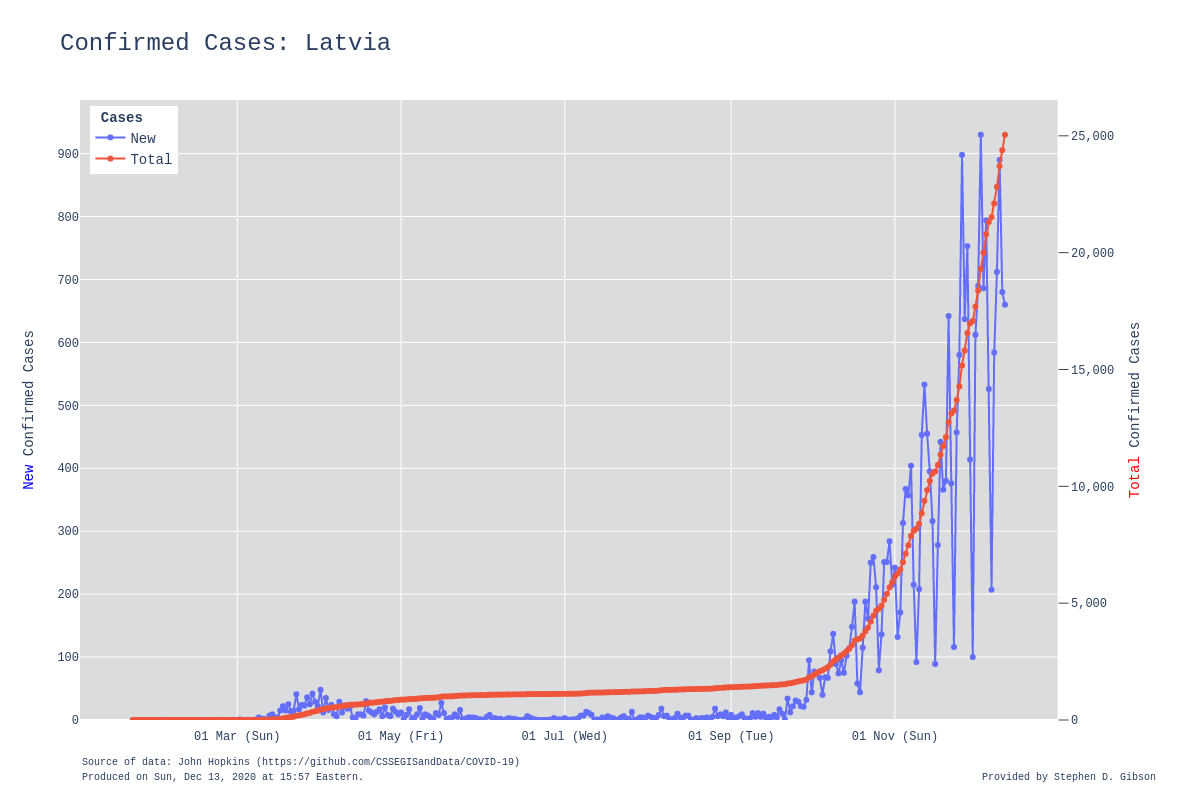 Confirmed Cases: Latvia
Cases
New
Total
900
800
700
600
500
400
300
200
100
0
25,000
20,000
15,000
10,000
5,000
0
New Confirmed Cases
Total Confirmed Cases
01 Mar (Sun)
01 May (Fri)
01 Jul (Wed)
01 Sep (Tue)
01 Nov (Sun)
Source of data: John Hopkins (https://github.com/CSSEGISandData/COVID-19)
Produced on Sun, Dec 13, 2020 at 15:57 Eastern.
Provided by Stephen D. Gibson